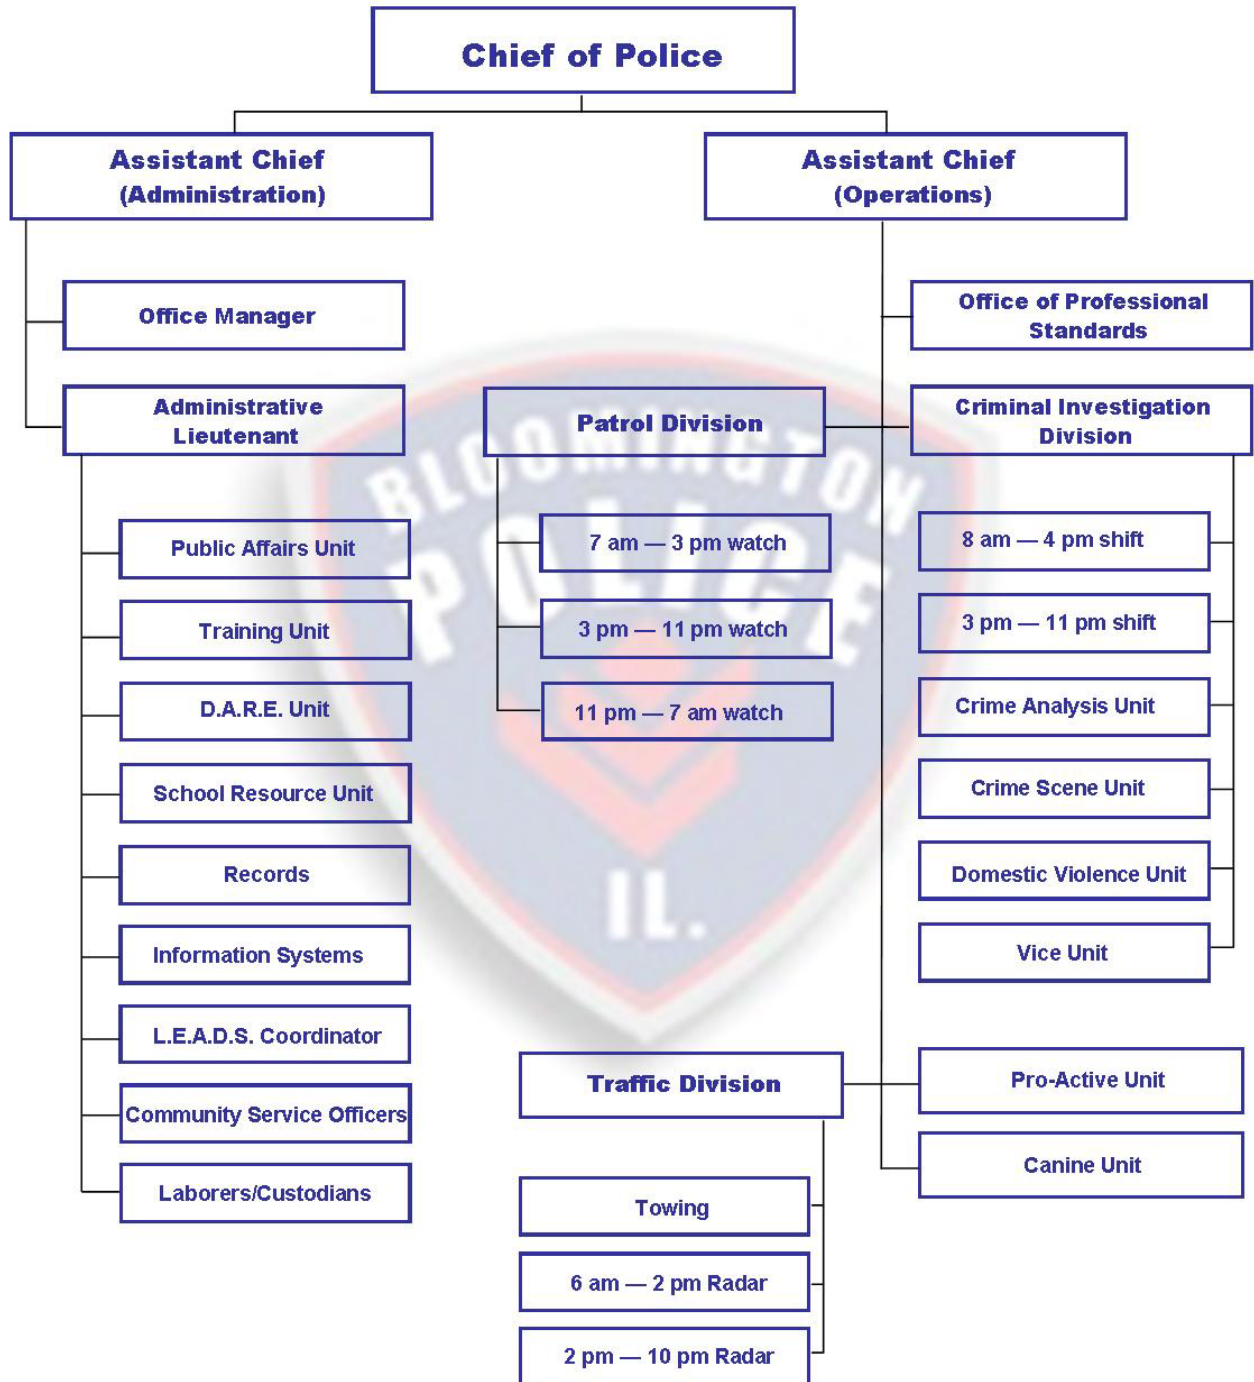 Chief of Police
Assistant Chief
(Administration)
Assistant Chief
(Operations)
Office Manager
Office of Professional
Standards
Administrative
Lieutenant
Patrol Division
Criminal Investigation
Division
Public Affairs Unit
Training Unit
D.A.R.E. Unit
School Resource Unit
Records
Information Systems
L.E.A.D.S. Coordinator
Community Service Officers
Laborers/Custodians
7 am — 3 pm watch
3 pm — 11 pm watch
11 pm — 7 am watch
8 am — 4 pm shift
3 pm — 11 pm shift
Crime Analysis Unit
Crime Scene Unit
Domestic Violence Unit
Vice Unit
Traffic Division
Towing
6 am — 2 pm Radar
2 pm — 10 pm Radar
Pro-Active Unit
Canine Unit
BLOOMINGTON
POLICE
IL.